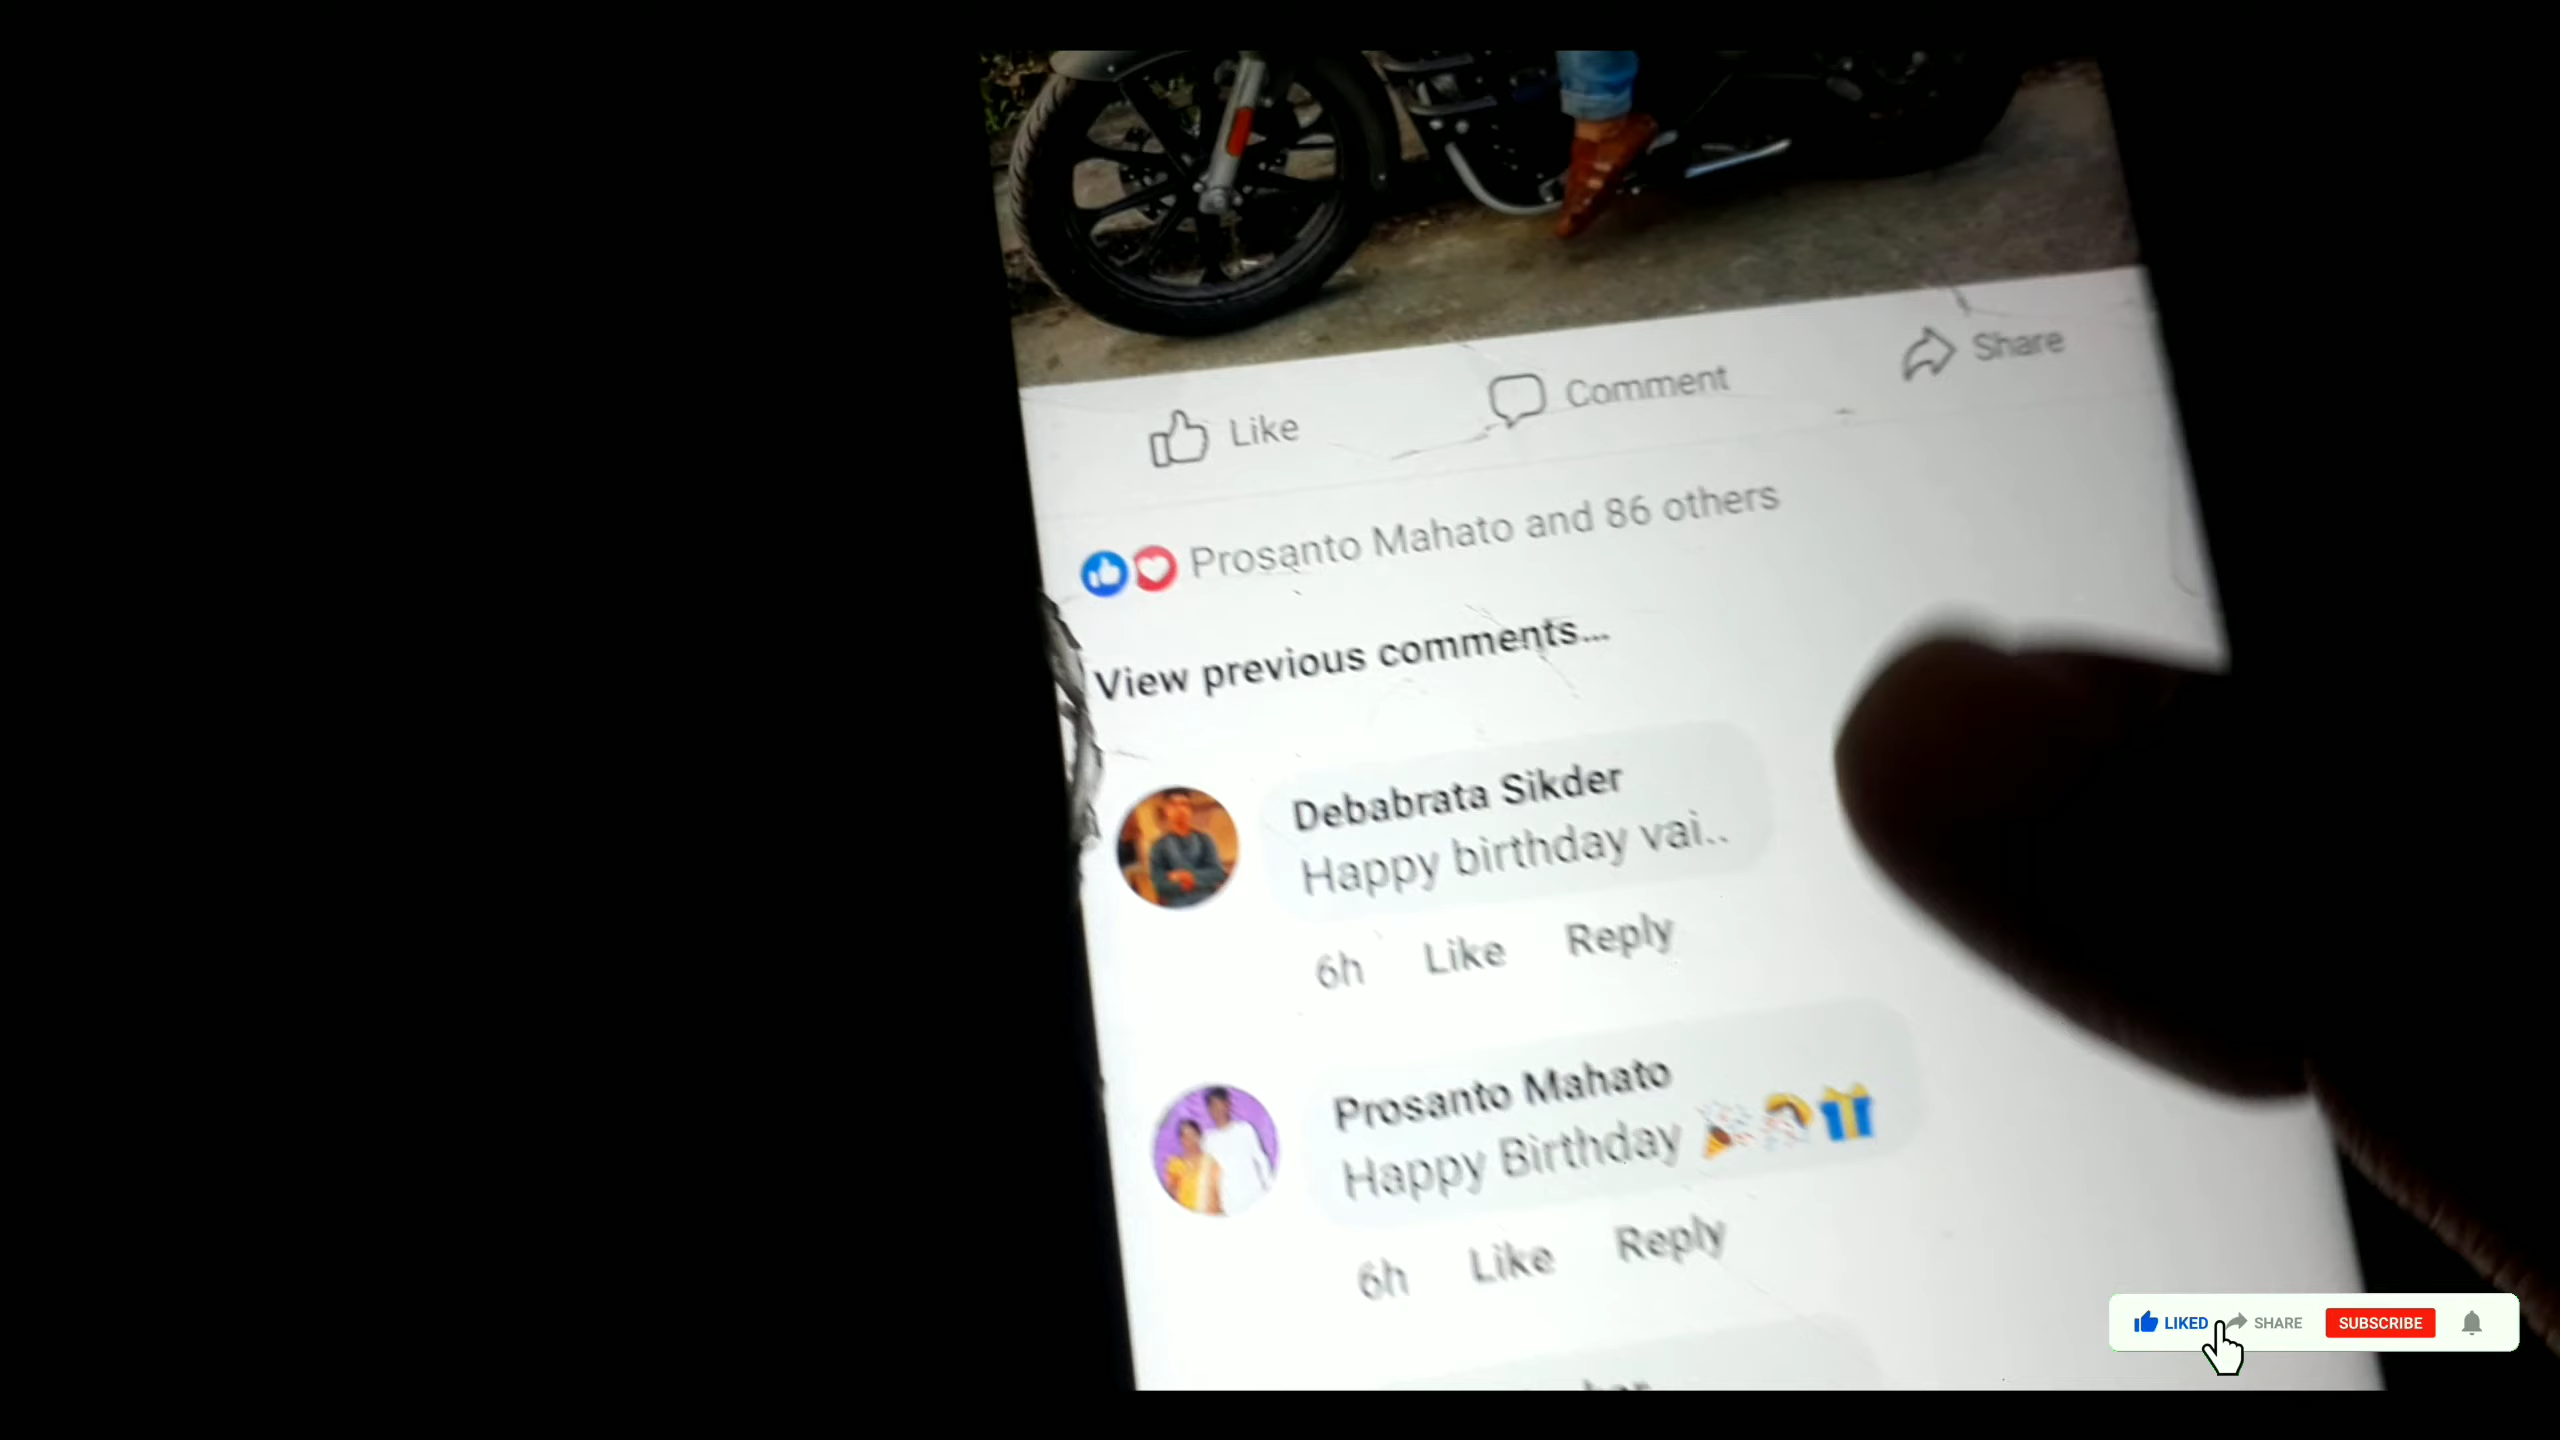 Like
Comment
Share
Prosanto Mahato and 86 others
View previous comments...
Debabrata Sikder
Happy birthday vai..
6h Like Reply
Prosanto Mahato
Happy Birthday 🎉🎂🎁
6h Like Reply
LIKED SHARE SUBSCRIBE